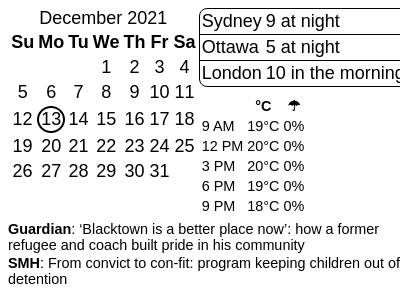 December 2021
Su Mo Tu We Th Fr Sa
1 2 3 4
5 6 7 8 9 10 11
12 13 14 15 16 17 18
19 20 21 22 23 24 25
26 27 28 29 30 31
Sydney 9 at night
Ottawa 5 at night
London 10 in the morning
°C ☂
9 AM 19°C 0%
12 PM 20°C 0%
3 PM 20°C 0%
6 PM 19°C 0%
9 PM 18°C 0%
Guardian: ‘Blacktown is a better place now’: how a former
refugee and coach built pride in his community
SMH: From convict to con-fit: program keeping children out of
detention